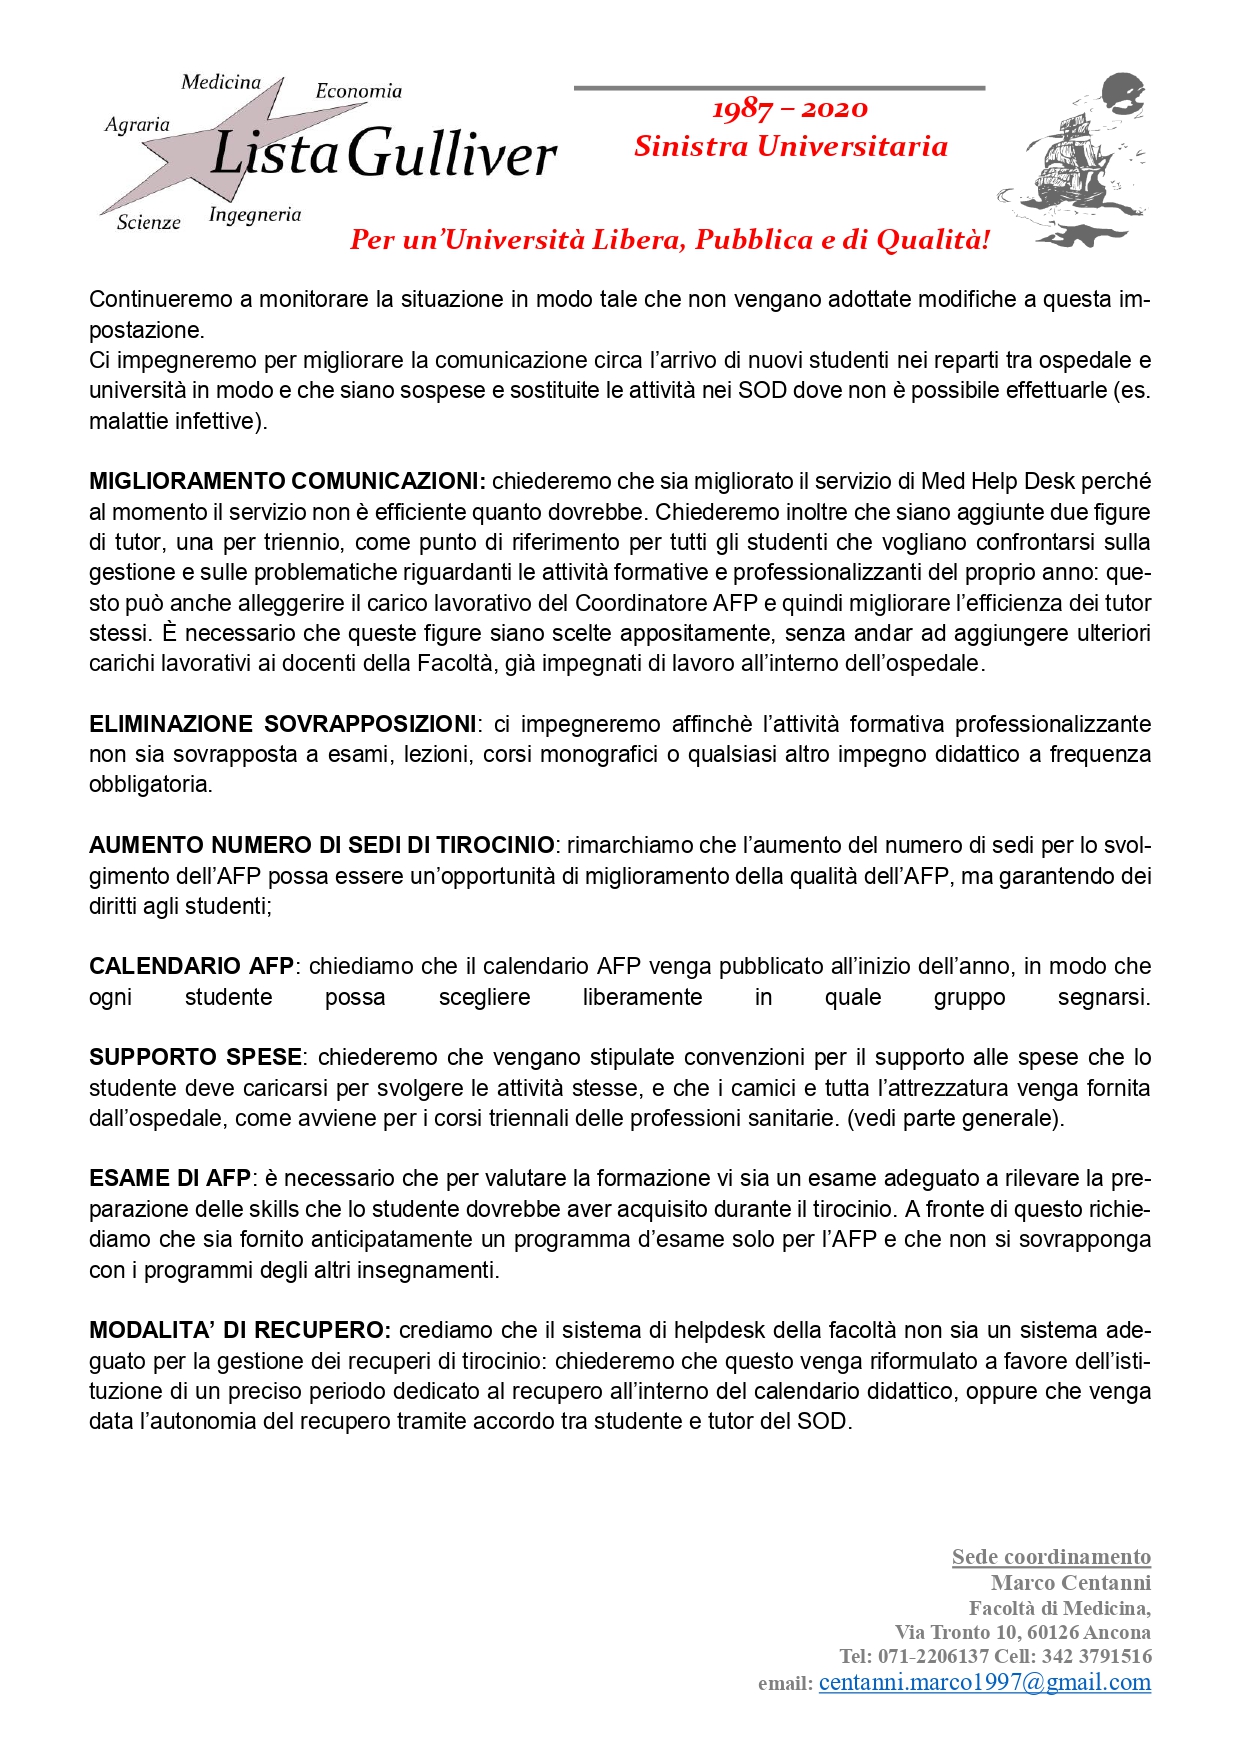 Medicina
Economia
Agraria
Lista Gulliver
Scienze
Ingegneria
1987 – 2020
Sinistra Universitaria
Per un’Università Libera, Pubblica e di Qualità!
Continueremo a monitorare la situazione in modo tale che non vengano adottate modifiche a questa im-
postazione.
Ci impegneremo per migliorare la comunicazione circa l’arrivo di nuovi studenti nei reparti tra ospedale e
università in modo e che siano sospese e sostituite le attività nei SOD dove non è possibile effettuarle (es.
malattie infettive).
MIGLIORAMENTO COMUNICAZIONI: chiederemo che sia migliorato il servizio di Med Help Desk perché
al momento il servizio non è efficiente quanto dovrebbe. Chiederemo inoltre che siano aggiunte due figure
di tutor, una per triennio, come punto di riferimento per tutti gli studenti che vogliano confrontarsi sulla
gestione e sulle problematiche riguardanti le attività formative e professionalizzanti del proprio anno: que-
sto può anche alleggerire il carico lavorativo del Coordinatore AFP e quindi migliorare l’efficienza dei tutor
stessi. È necessario che queste figure siano scelte appositamente, senza andar ad aggiungere ulteriori
carichi lavorativi ai docenti della Facoltà, già impegnati di lavoro all’interno dell’ospedale.
ELIMINAZIONE SOVRAPPOSIZIONI: ci impegneremo affinchè l’attività formativa professionalizzante
non sia sovrapposta a esami, lezioni, corsi monografici o qualsiasi altro impegno didattico a frequenza
obbligatoria.
AUMENTO NUMERO DI SEDI DI TIROCINIO: rimarchiamo che l’aumento del numero di sedi per lo svol-
gimento dell’AFP possa essere un’opportunità di miglioramento della qualità dell’AFP, ma garantendo dei
diritti agli studenti;
CALENDARIO AFP: chiediamo che il calendario AFP venga pubblicato all’inizio dell’anno, in modo che
ogni studente possa scegliere liberamente in quale gruppo segnarsi.
SUPPORTO SPESE: chiederemo che vengano stipulate convenzioni per il supporto alle spese che lo
studente deve caricarsi per svolgere le attività stesse, e che i camici e tutta l’attrezzatura venga fornita
dall’ospedale, come avviene per i corsi triennali delle professioni sanitarie. (vedi parte generale).
ESAME DI AFP: è necessario che per valutare la formazione vi sia un esame adeguato a rilevare la pre-
parazione delle skills che lo studente dovrebbe aver acquisito durante il tirocinio. A fronte di questo richie-
diamo che sia fornito anticipatamente un programma d’esame solo per l’AFP e che non si sovrapponga
con i programmi degli altri insegnamenti.
MODALITA’ DI RECUPERO: crediamo che il sistema di helpdesk della facoltà non sia un sistema ade-
guato per la gestione dei recuperi di tirocinio: chiederemo che questo venga riformulato a favore dell’isti-
tuzione di un preciso periodo dedicato al recupero all’interno del calendario didattico, oppure che venga
data l’autonomia del recupero tramite accordo tra studente e tutor del SOD.
Sede coordinamento
Marco Centanni
Facoltà di Medicina,
Via Tronto 10, 60126 Ancona
Tel: 071-2206137 Cell: 342 3791516
email: centanni.marco1997@gmail.com